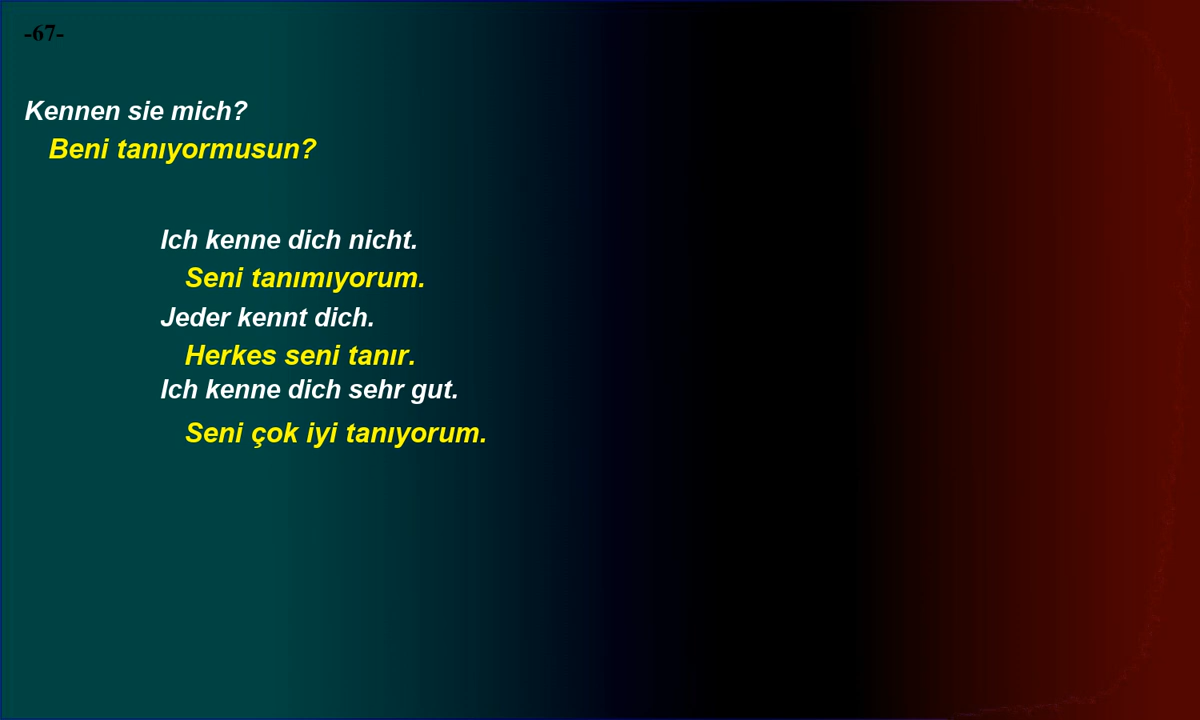 -67-
Kennen sie mich?
Beni tanıyormusun?
Ich kenne dich nicht.
Seni tanımıyorum.
Jeder kennt dich.
Herkes seni tanır.
Ich kenne dich sehr gut.
Seni çok iyi tanıyorum.